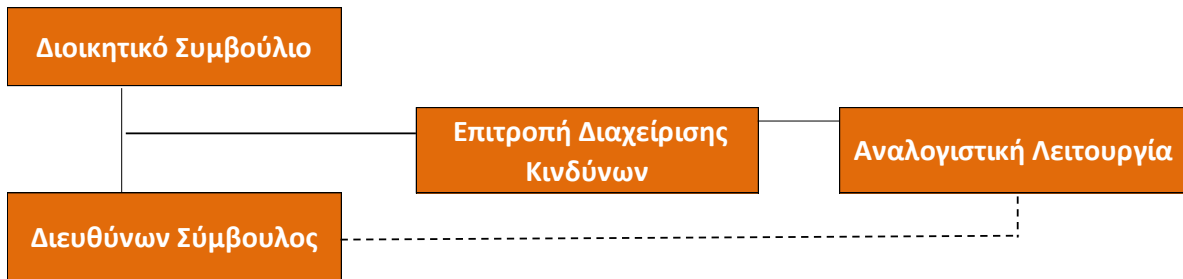 Διοικητικό Συμβούλιο
Επιτροπή Διαχείρισης
Κινδύνων
Αναλογιστική Λειτουργία
Διευθύνων Σύμβουλος